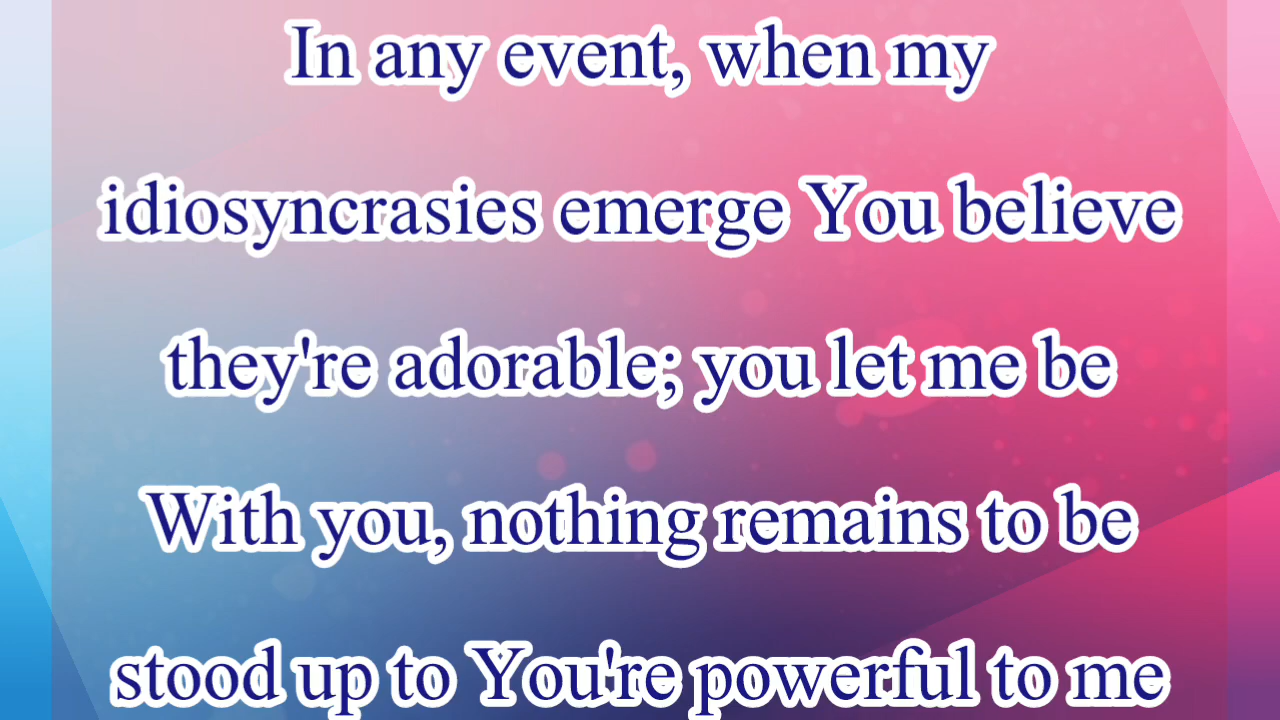 In any event, when my
idiosyncrasies emerge You believe
they're adorable; you let me be
With you, nothing remains to be
stood up to You're powerful to me